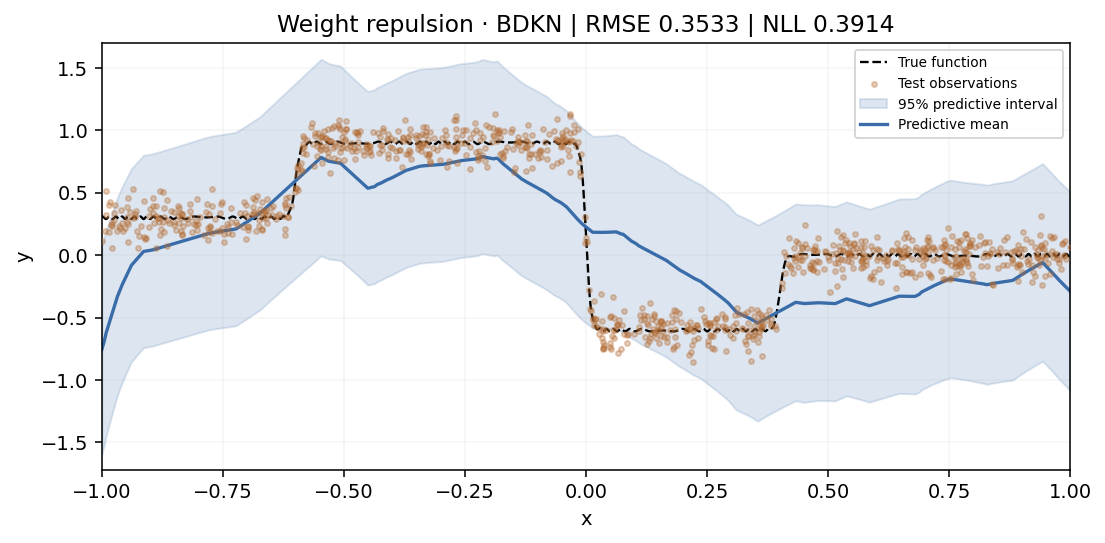 Weight repulsion · BDKN | RMSE 0.3533 | NLL 0.3914
True function
Test observations
95% predictive interval
Predictive mean
1.5
1.0
0.5
0.0
−0.5
−1.0
−1.5
y
−1.00 −0.75 −0.50 −0.25 0.00 0.25 0.50 0.75 1.00
x